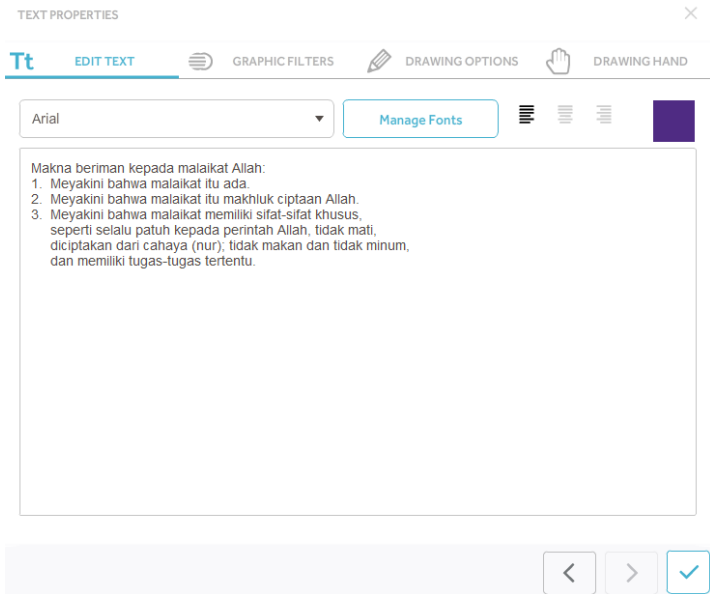 TEXT PROPERTIES
Tt EDIT TEXT GRAPHIC FILTERS DRAWING OPTIONS DRAWING HAND
Arial Manage Fonts
Makna beriman kepada malaikat Allah:
1. Meyakini bahwa malaikat itu ada.
2. Meyakini bahwa malaikat itu makhluk ciptaan Allah.
3. Meyakini bahwa malaikat memiliki sifat-sifat khusus,
seperti selalu patuh kepada perintah Allah, tidak mati,
diciptakan dari cahaya (nur); tidak makan dan tidak minum,
dan memiliki tugas-tugas tertentu.